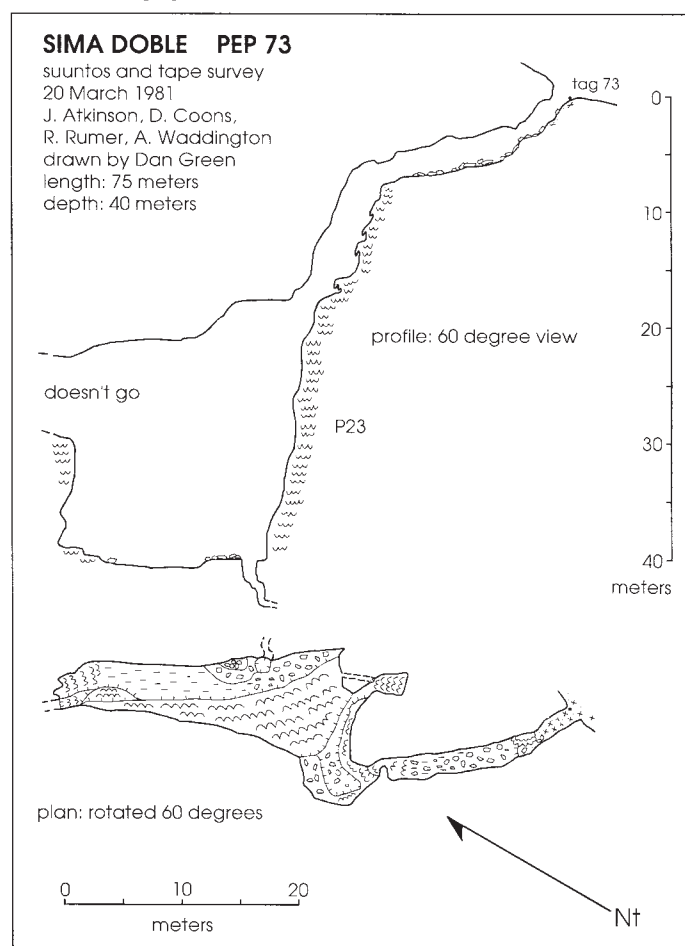 SIMA DOBLE PEP 73
suuntos and tape survey
20 March 1981
J. Atkinson, D. Coons,
R. Rumer, A. Waddington
drawn by Dan Green
length: 75 meters
depth: 40 meters
tag 73
0
10
20
30
40
meters
profile: 60 degree view
doesn't go
P23
plan: rotated 60 degrees
0 10 20
meters
Nt